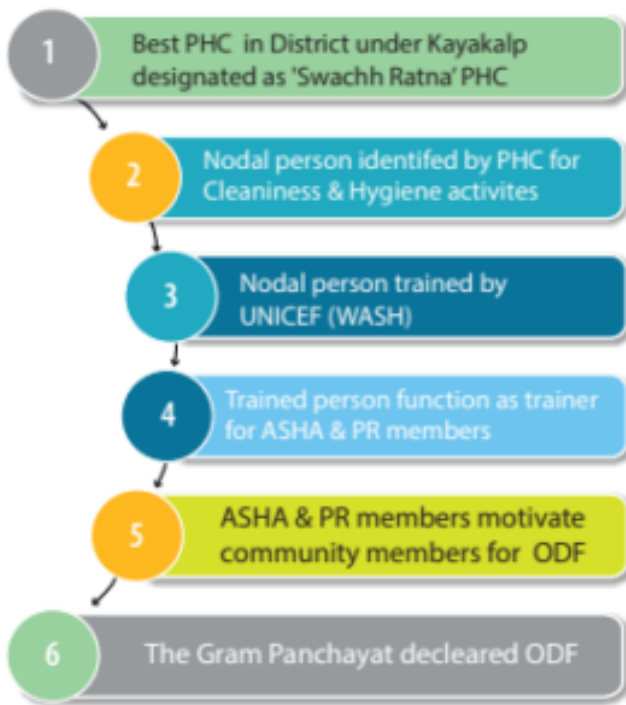 1
Best PHC in District under Kayakalp
designated as 'Swachh Ratna' PHC
2
Nodal person identifed by PHC for
Cleaniness & Hygiene activites
3
Nodal person trained by
UNICEF (WASH)
4
Trained person function as trainer
for ASHA & PR members
5
ASHA & PR members motivate
community members for ODF
6
The Gram Panchayat decleared ODF